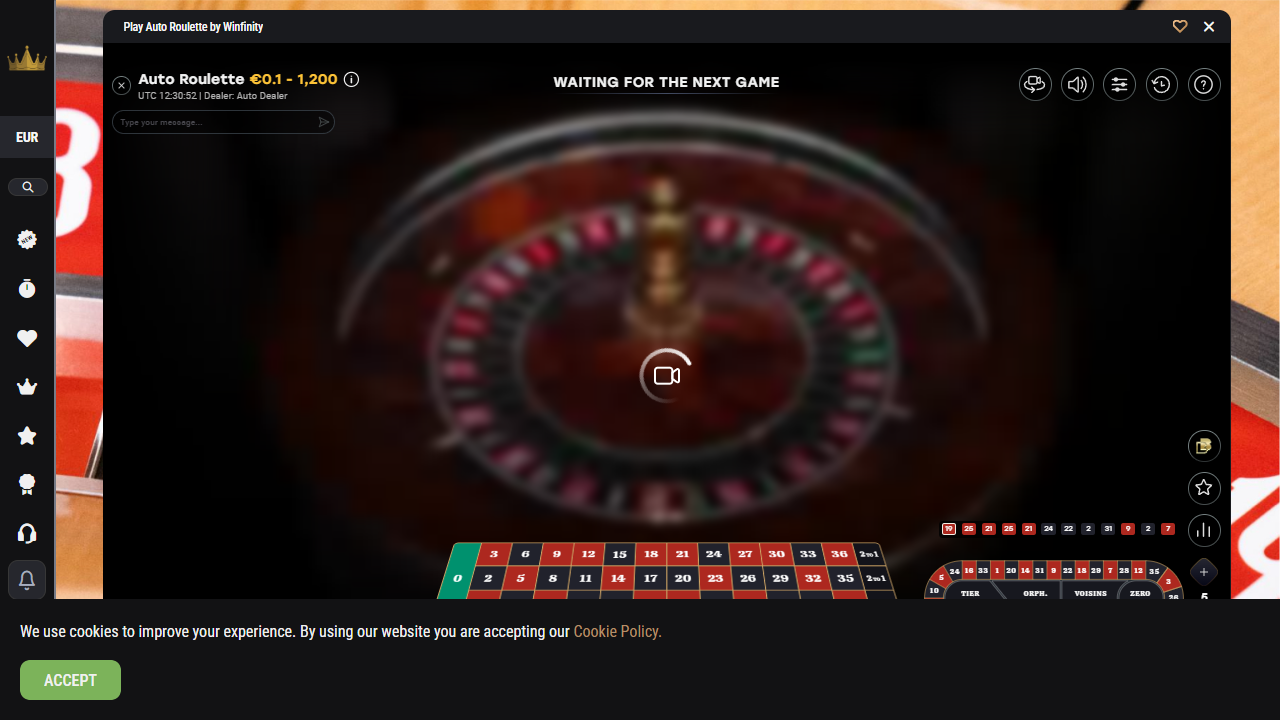 Play Auto Roulette by Winfinity
Auto Roulette €0.1 - 1,200
UTC 12:30:52 | Dealer: Auto Dealer
Type your message...
WAITING FOR THE NEXT GAME
EUR
NEW
19 25 21 25 21 24 22 2 31 9 2 7
3 6 9 12 15 18 21 24 27 30 33 36 2to1
0 2 5 8 11 14 17 20 23 26 29 32 35 2to1
10 5 24 16 33 1 20 14 31 9 22 18 29 7 28 12 35 3 26
TIER ORPH. VOISINS ZERO
We use cookies to improve your experience. By using our website you are accepting our Cookie Policy.
ACCEPT